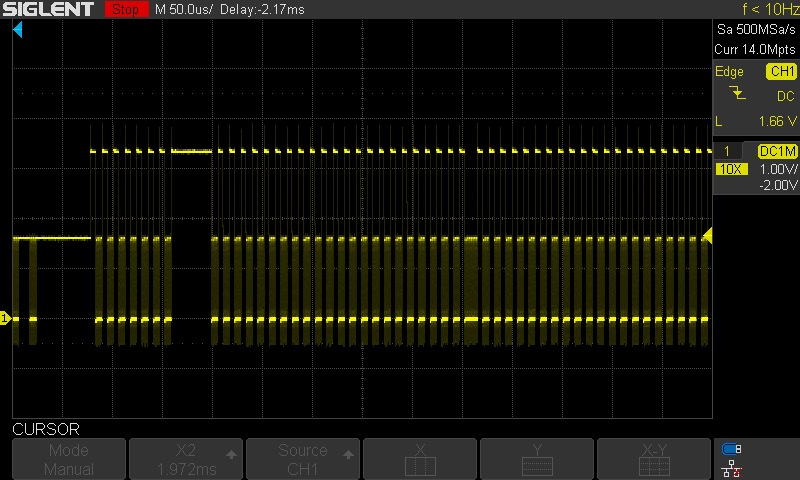 SIGLENT Stop M 50.0us/ Delay:-2.17ms f < 10Hz
Sa 500MSa/s
Curr 14.0Mpts
Edge CH1
DC
L 1.66 V
1 DC1M
10X 1.00V/
-2.00V
1
CURSOR
Mode
Manual
X2
1.972ms
Source
CH1
X
Y
X-Y